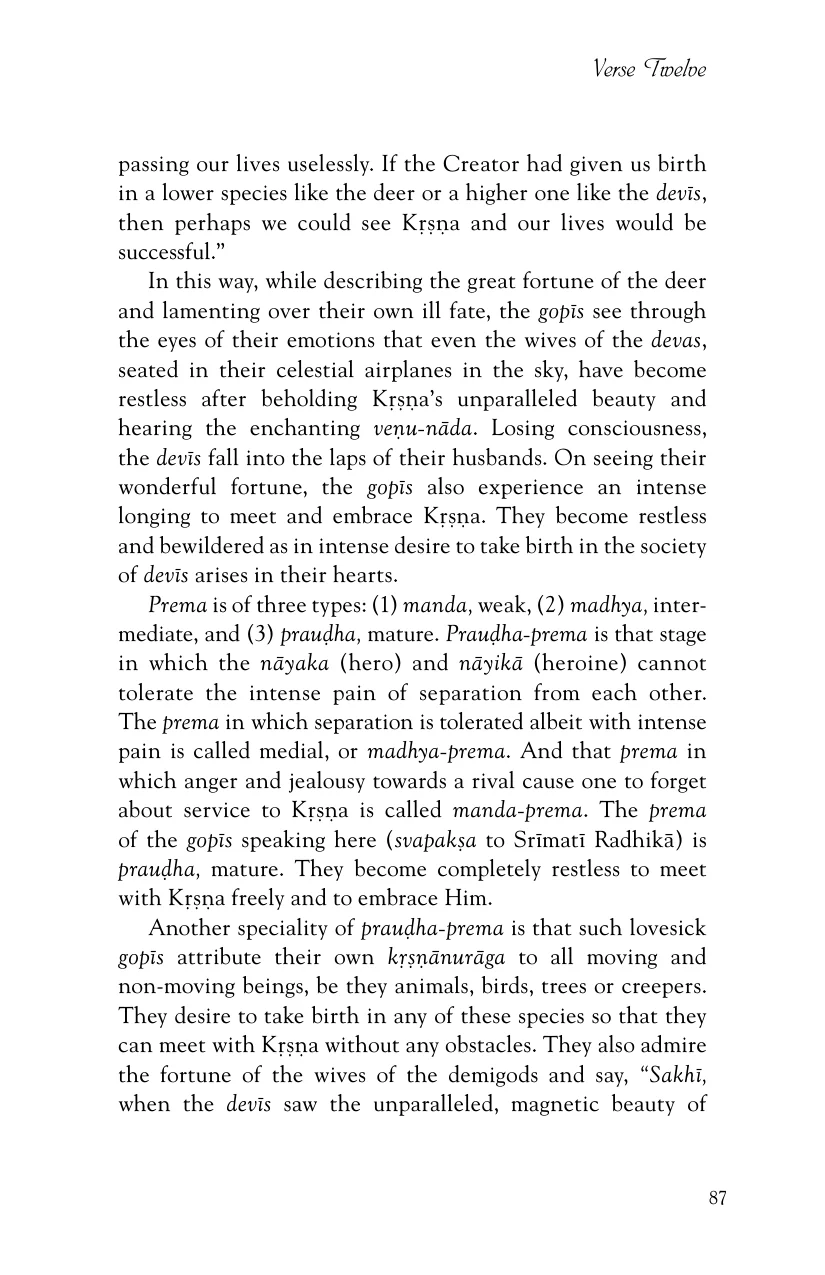 Verse Twelve
passing our lives uselessly. If the Creator had given us birth
in a lower species like the deer or a higher one like the devīs,
then perhaps we could see Kṛṣṇa and our lives would be
successful.”
In this way, while describing the great fortune of the deer
and lamenting over their own ill fate, the gopīs see through
the eyes of their emotions that even the wives of the devas,
seated in their celestial airplanes in the sky, have become
restless after beholding Kṛṣṇa’s unparalleled beauty and
hearing the enchanting veṇu-nāda. Losing consciousness,
the devīs fall into the laps of their husbands. On seeing their
wonderful fortune, the gopīs also experience an intense
longing to meet and embrace Kṛṣṇa. They become restless
and bewildered as in intense desire to take birth in the society
of devīs arises in their hearts.
Prema is of three types: (1) manda, weak, (2) madhya, inter-
mediate, and (3) prauḍha, mature. Prauḍha-prema is that stage
in which the nāyaka (hero) and nāyikā (heroine) cannot
tolerate the intense pain of separation from each other.
The prema in which separation is tolerated albeit with intense
pain is called medial, or madhya-prema. And that prema in
which anger and jealousy towards a rival cause one to forget
about service to Kṛṣṇa is called manda-prema. The prema
of the gopīs speaking here (svapakṣa to Srīmatī Radhikā) is
prauḍha, mature. They become completely restless to meet
with Kṛṣṇa freely and to embrace Him.
Another speciality of prauḍha-prema is that such lovesick
gopīs attribute their own kṛṣṇānurāga to all moving and
non-moving beings, be they animals, birds, trees or creepers.
They desire to take birth in any of these species so that they
can meet with Kṛṣṇa without any obstacles. They also admire
the fortune of the wives of the demigods and say, “Sakhī,
when the devīs saw the unparalleled, magnetic beauty of
87